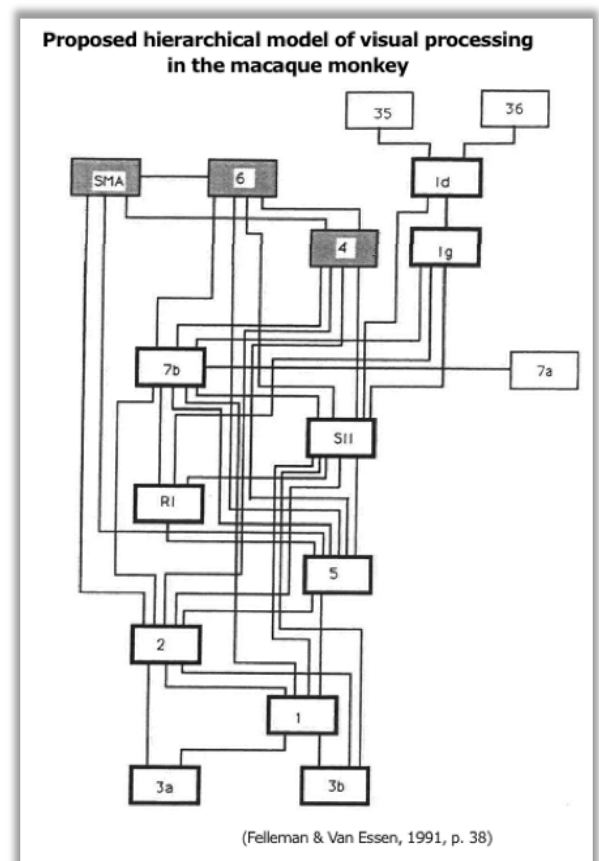 Proposed hierarchical model of visual processing
in the macaque monkey
35
36
SMA
6
Id
4
Ig
7b
7a
SII
RI
5
2
1
3a
3b
(Felleman & Van Essen, 1991, p. 38)